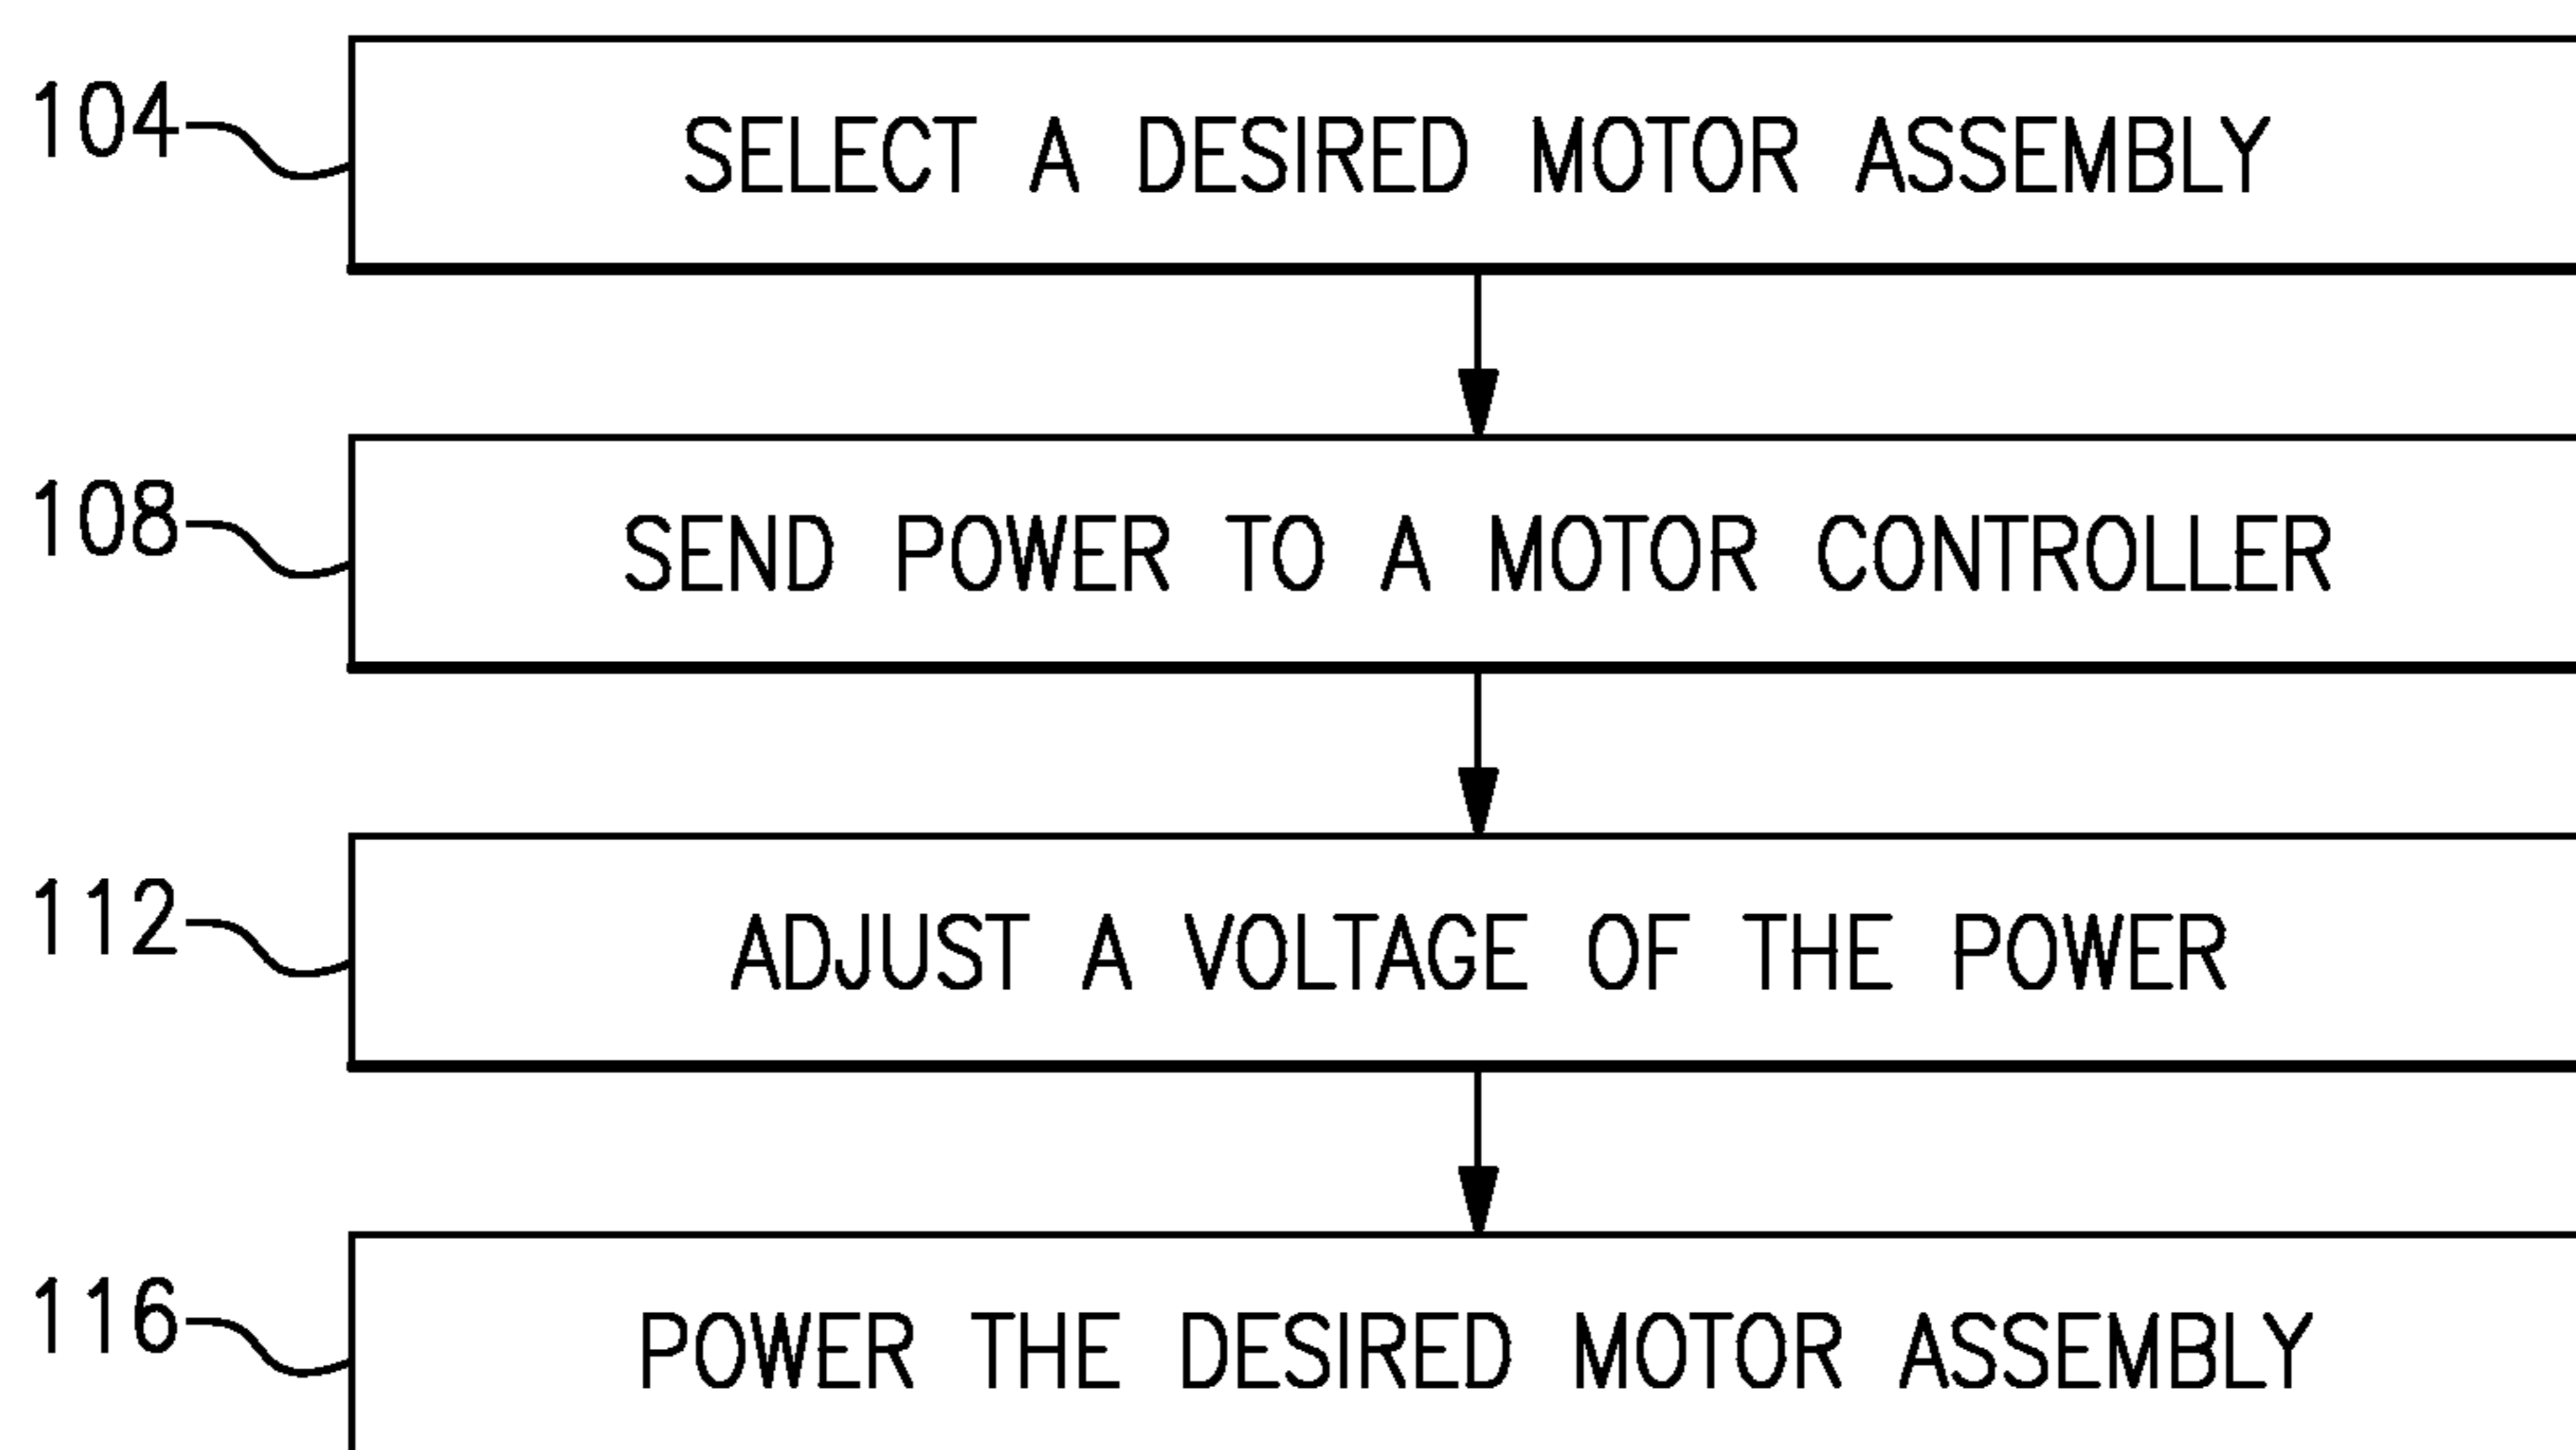 104 SELECT A DESIRED MOTOR ASSEMBLY
108 SEND POWER TO A MOTOR CONTROLLER
112 ADJUST A VOLTAGE OF THE POWER
116 POWER THE DESIRED MOTOR ASSEMBLY